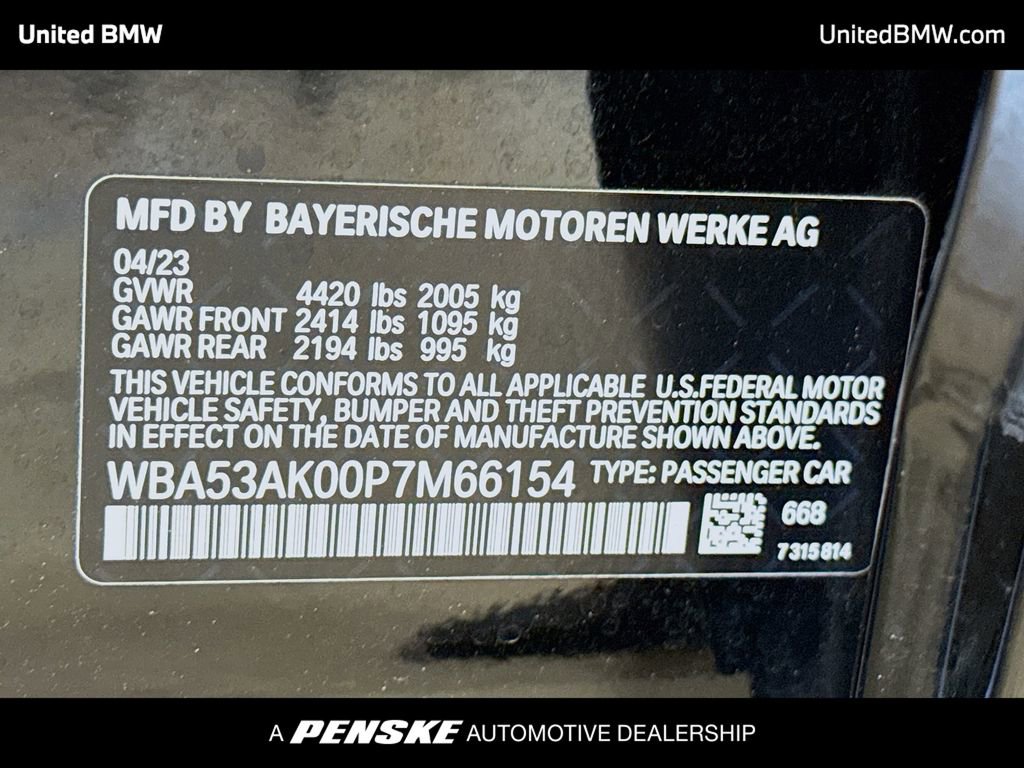 United BMW
UnitedBMW.com
MFD BY BAYERISCHE MOTOREN WERKE AG
04/23
GVWR 4420 lbs 2005 kg
GAWR FRONT 2414 lbs 1095 kg
GAWR REAR 2194 lbs 995 kg
THIS VEHICLE CONFORMS TO ALL APPLICABLE U.S.FEDERAL MOTOR
VEHICLE SAFETY, BUMPER AND THEFT PREVENTION STANDARDS
IN EFFECT ON THE DATE OF MANUFACTURE SHOWN ABOVE.
WBA53AK00P7M66154 TYPE: PASSENGER CAR
668
7315814
A PENSKE AUTOMOTIVE DEALERSHIP